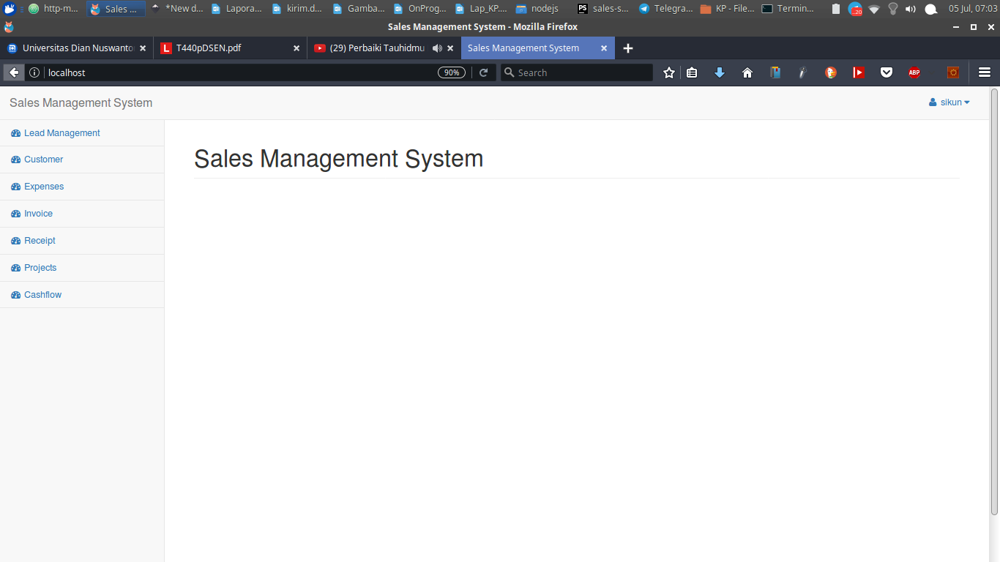 http-m... Sales ... *New d... Lapora... kirim.d... Gamba... OnProg... Lap_KP.... nodejs PS sales-s... Telegra... KP - File... Termin... 20 05 Jul, 07:03
Sales Management System - Mozilla Firefox
Universitas Dian Nuswanto L T440pDSEN.pdf (29) Perbaiki Tauhidmu Sales Management System
localhost 90% Search ABP
Sales Management System sikun
Lead Management
Sales Management System
Customer
Expenses
Invoice
Receipt
Projects
Cashflow